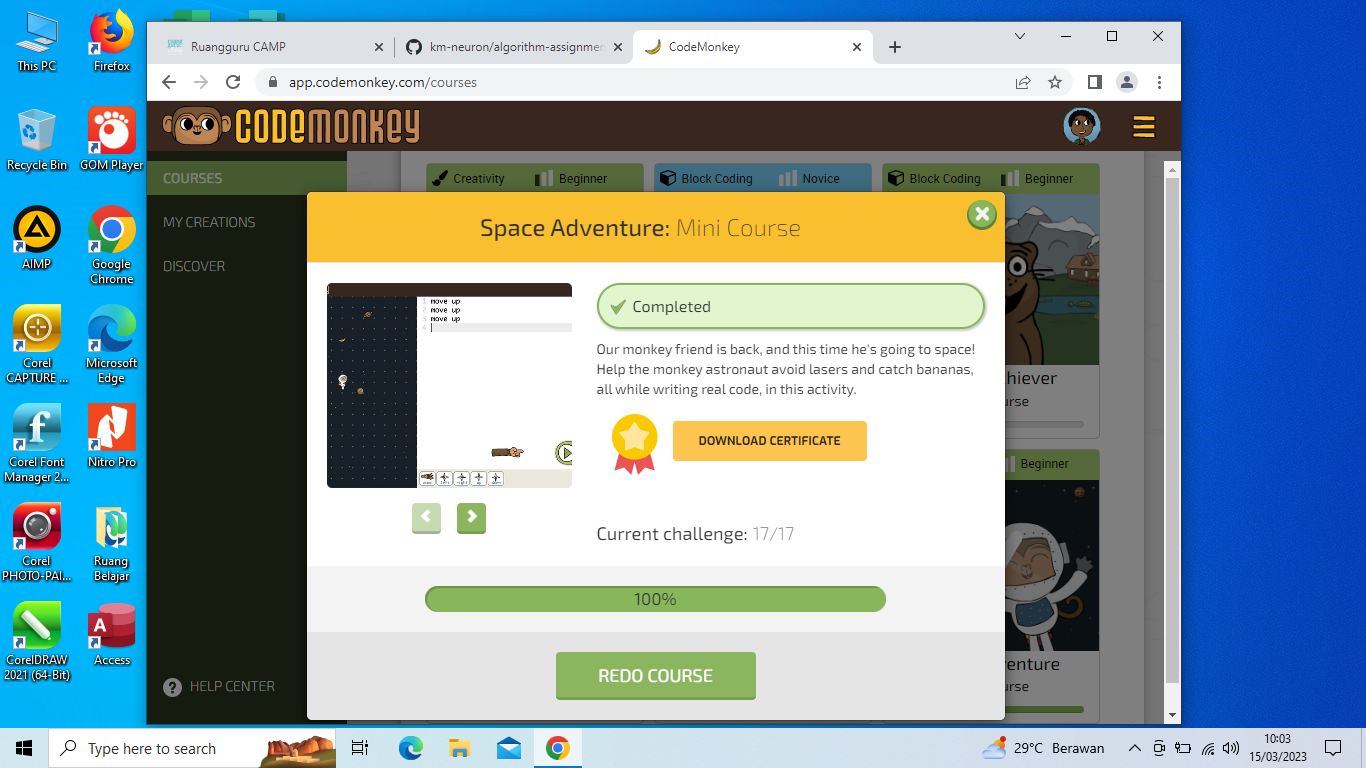 This PC
Firefox
Recycle Bin
GOM Player
AIMP
Google
Chrome
Corel
CAPTURE ...
Microsoft
Edge
Corel Font
Manager 2...
Nitro Pro
Corel
PHOTO-PAI...
Ruang
Belajar
CorelDRAW
2021 (64-Bit)
Access
Ruangguru CAMP
km-neuron/algorithm-assignmen
CodeMonkey
app.codemonkey.com/courses
CODEMONKEY
COURSES
MY CREATIONS
DISCOVER
HELP CENTER
Creativity
Beginner
Block Coding
Novice
Block Coding
Beginner
hiever
urse
Beginner
enture
urse
Space Adventure: Mini Course
1 move up
2 move up
3 move up
4
Completed
Our monkey friend is back, and this time he's going to space!
Help the monkey astronaut avoid lasers and catch bananas,
all while writing real code, in this activity.
DOWNLOAD CERTIFICATE
Current challenge: 17/17
100%
REDO COURSE
Type here to search
29°C Berawan
10:03
15/03/2023